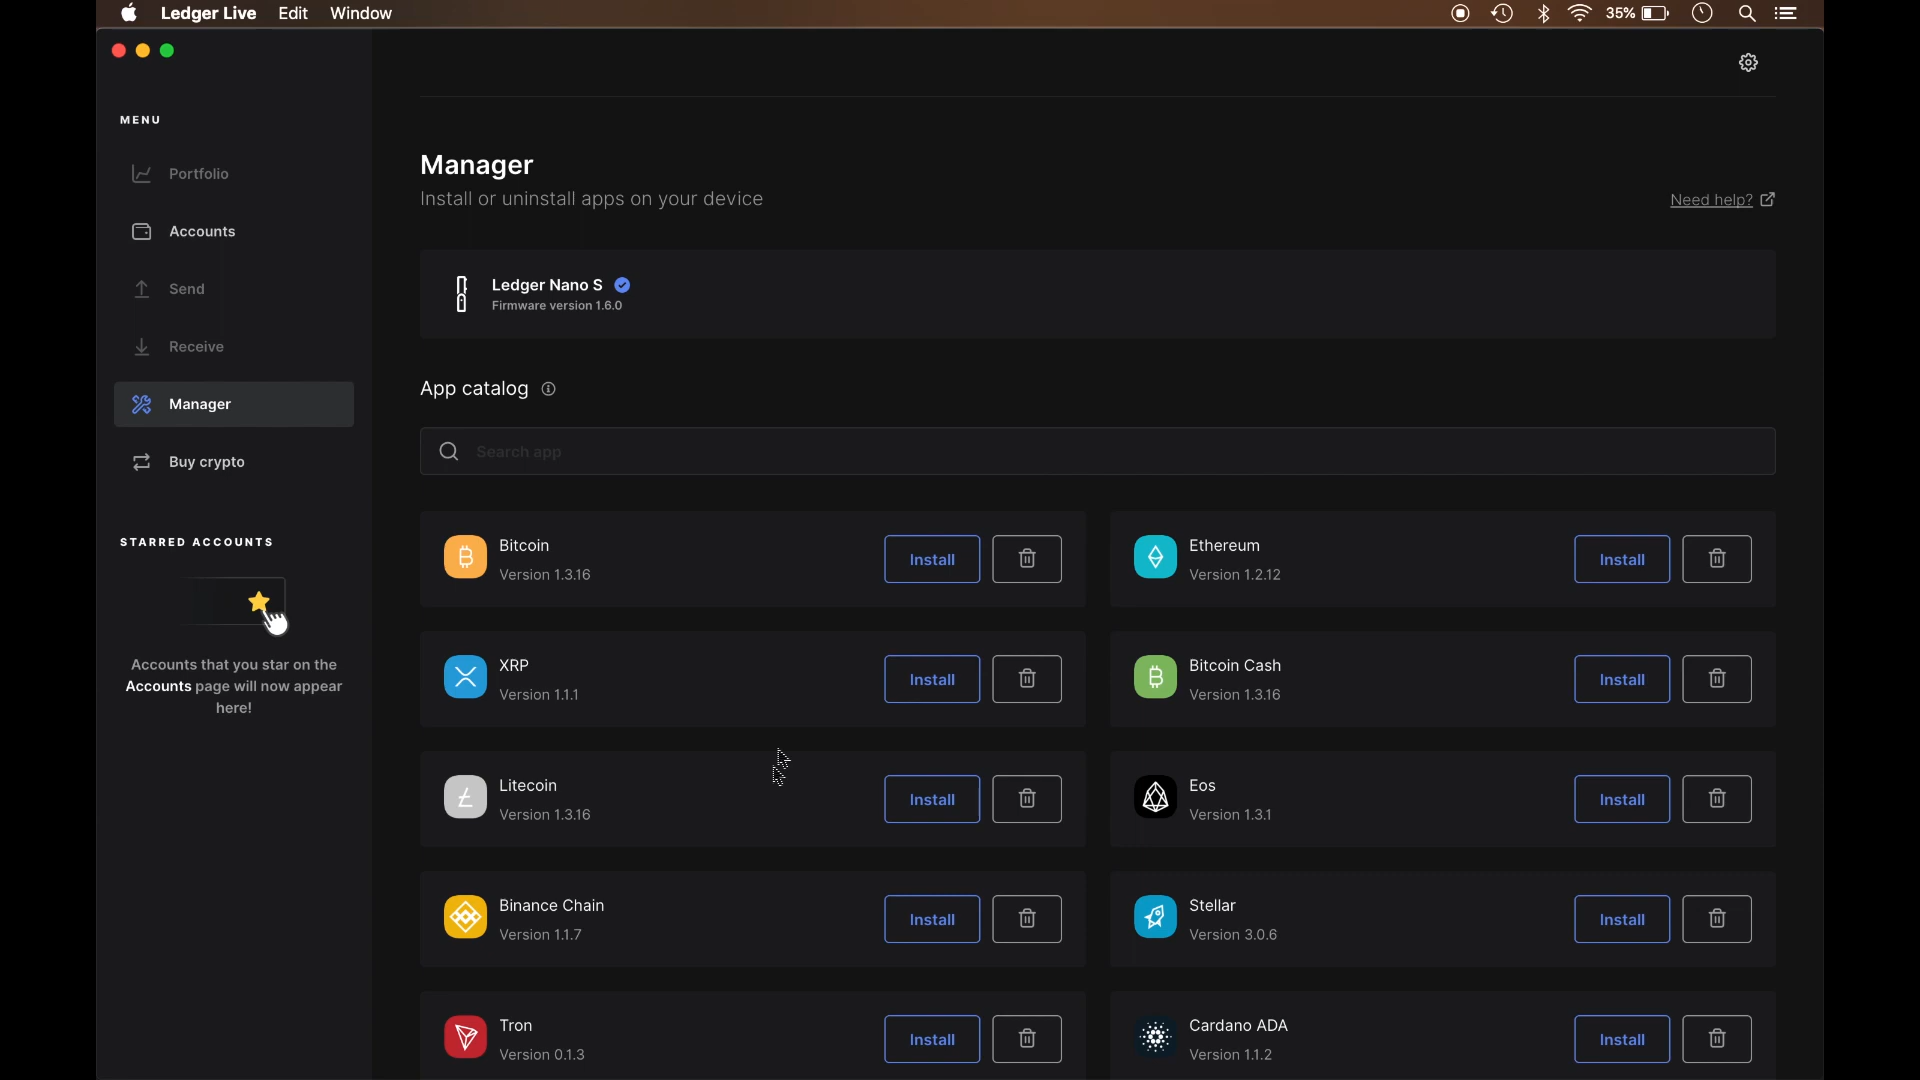 Ledger Live Edit Window 35%
MENU
Portfolio
Accounts
Send
Receive
Manager
Buy crypto
STARRED ACCOUNTS
Accounts that you star on the
Accounts page will now appear
here!
Manager
Install or uninstall apps on your device
Need help?
Ledger Nano S
Firmware version 1.6.0
App catalog
Search app
Bitcoin
Version 1.3.16
Install
Ethereum
Version 1.2.12
Install
XRP
Version 1.1.1
Install
Bitcoin Cash
Version 1.3.16
Install
Litecoin
Version 1.3.16
Install
Eos
Version 1.3.1
Install
Binance Chain
Version 1.1.7
Install
Stellar
Version 3.0.6
Install
Tron
Version 0.1.3
Install
Cardano ADA
Version 1.1.2
Install